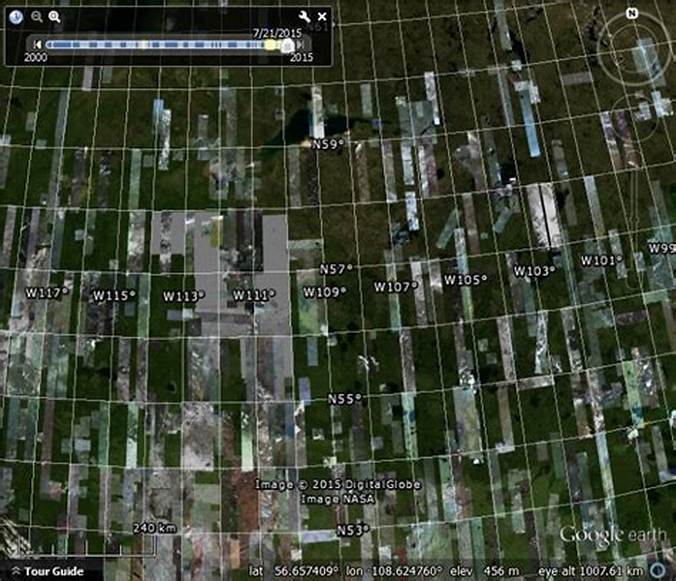 7/21/2015
2000
2015
N
N59°
N57°
W117°
W115°
W113°
W111°
W109°
W107°
W105°
W103°
W101°
W99
N55°
Image © 2015 DigitalGlobe
Image NASA
240 km
N53°
Google earth
Tour Guide
lat 56.657409° lon -108.624760° elev 456 m eye alt 1007.61 km